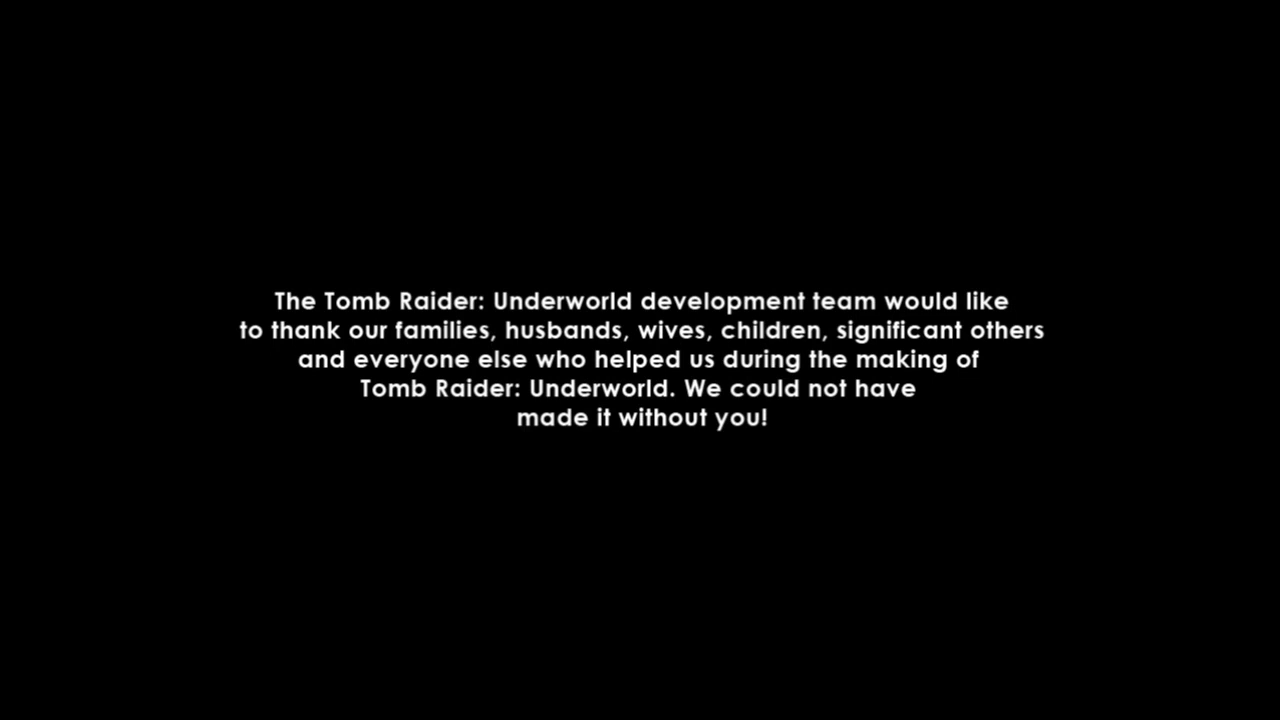 The Tomb Raider: Underworld development team would like
to thank our families, husbands, wives, children, significant others
and everyone else who helped us during the making of
Tomb Raider: Underworld. We could not have
made it without you!